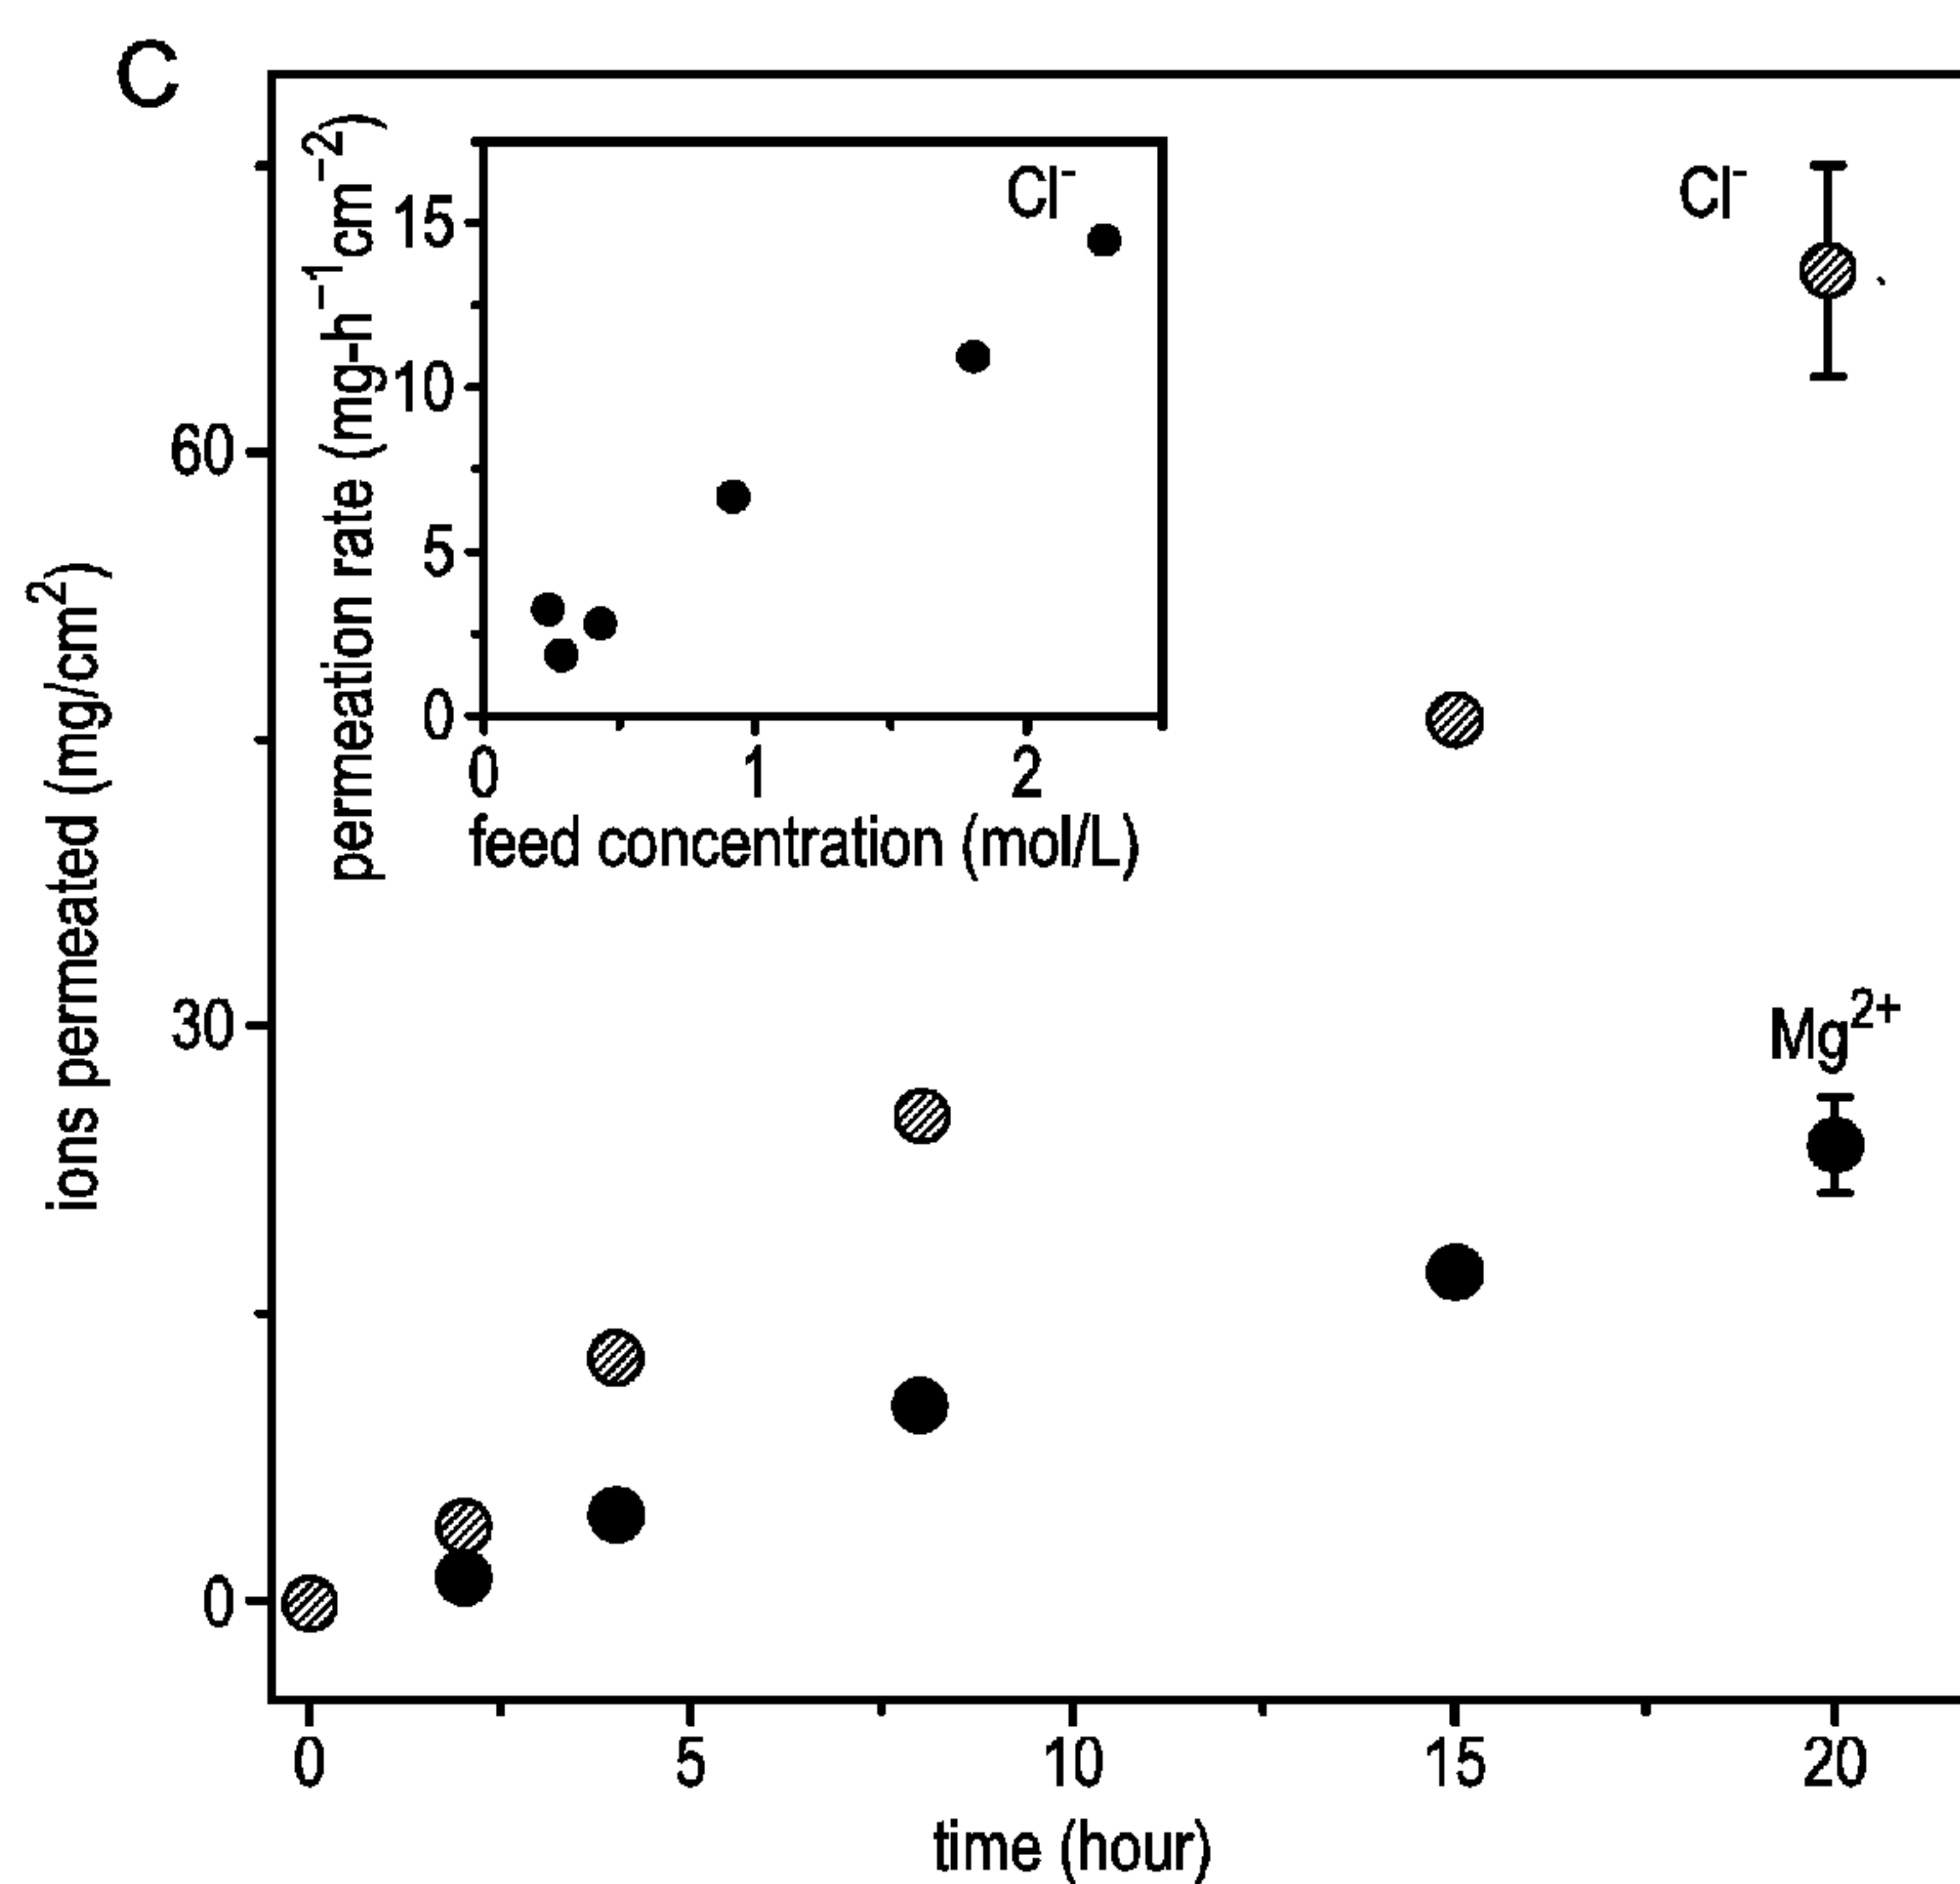 C
ions permeated (mg/cm²)
60
30
0
0 5 10 15 20
time (hour)
permeation rate (mg-h⁻¹cm⁻²)
15
10
5
0
0 1 2
feed concentration (mol/L)
Cl⁻
Cl⁻
Mg²⁺